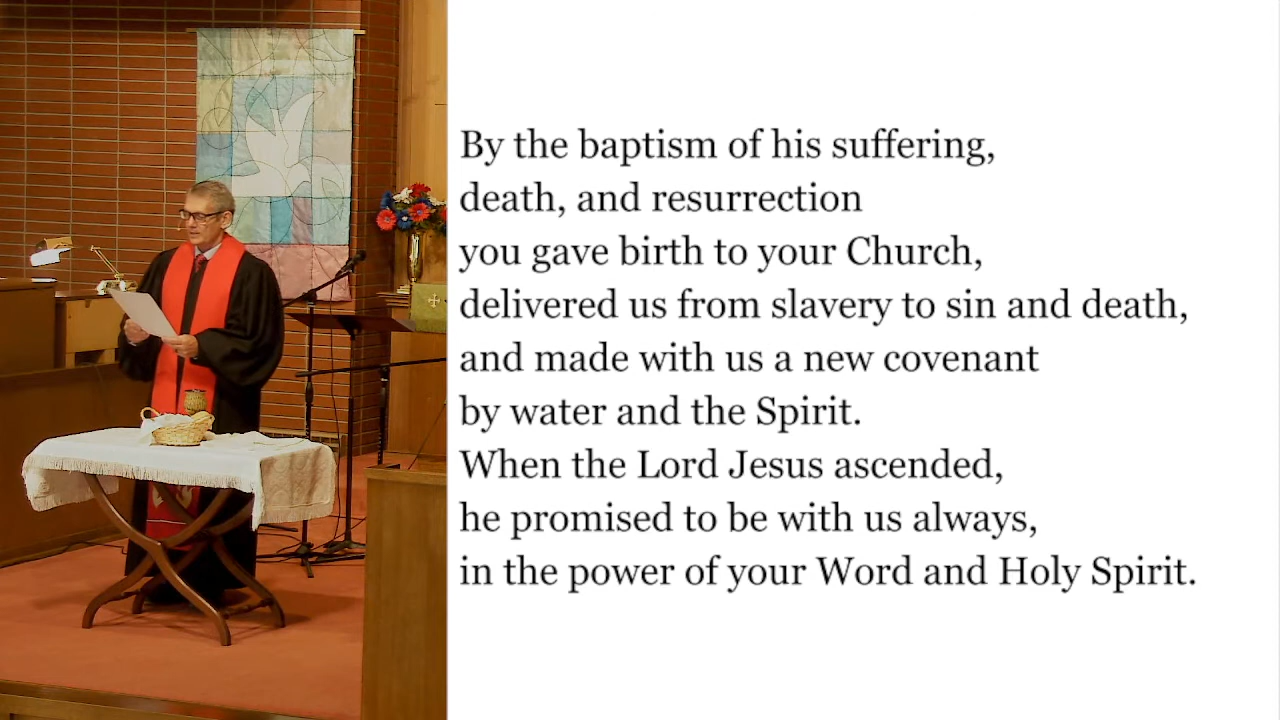 By the baptism of his suffering,
death, and resurrection
you gave birth to your Church,
delivered us from slavery to sin and death,
and made with us a new covenant
by water and the Spirit.
When the Lord Jesus ascended,
he promised to be with us always,
in the power of your Word and Holy Spirit.